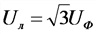 Uл = √3Uф